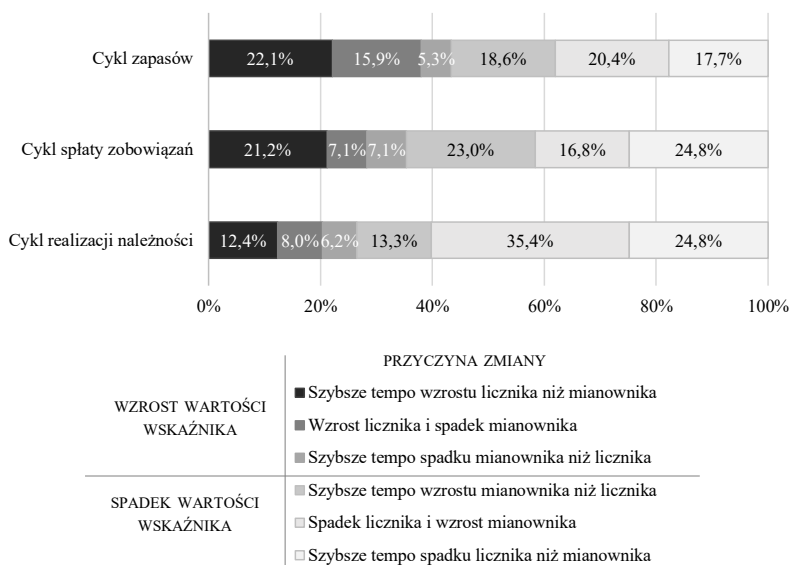 Cykl zapasów
22,1% 15,9% 5,3% 18,6% 20,4% 17,7%
Cykl spłaty zobowiązań
21,2% 7,1% 7,1% 23,0% 16,8% 24,8%
Cykl realizacji należności
12,4% 8,0% 6,2% 13,3% 35,4% 24,8%
0% 20% 40% 60% 80% 100%
PRZYCZYNA ZMIANY
WZROST WARTOŚCI
WSKAŹNIKA
Szybsze tempo wzrostu licznika niż mianownika
Wzrost licznika i spadek mianownika
Szybsze tempo spadku mianownika niż licznika
SPADEK WARTOŚCI
WSKAŹNIKA
Szybsze tempo wzrostu mianownika niż licznika
Spadek licznika i wzrost mianownika
Szybsze tempo spadku licznika niż mianownika